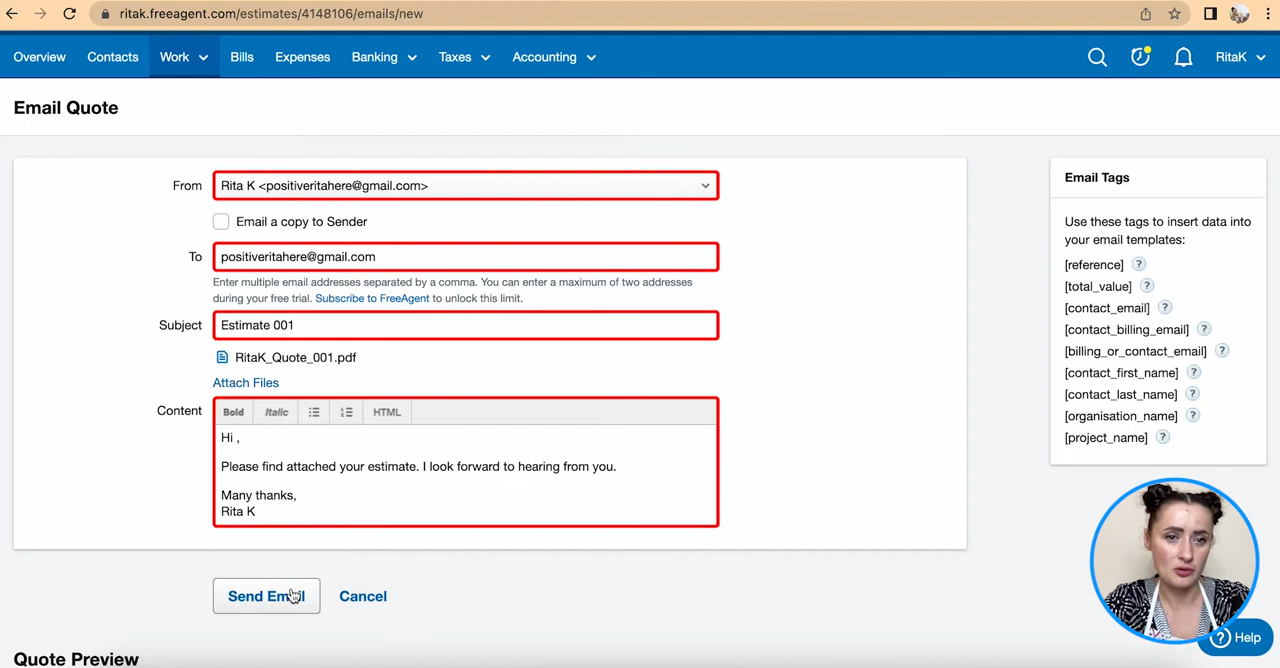 ritak.freeagent.com/estimates/4148106/emails/new
Overview Contacts Work Bills Expenses Banking Taxes Accounting RitaK
Email Quote
From Rita K <positiveritahere@gmail.com>
Email a copy to Sender
To positiveritahere@gmail.com
Enter multiple email addresses separated by a comma. You can enter a maximum of two addresses
during your free trial. Subscribe to FreeAgent to unlock this limit.
Subject Estimate 001
RitaK_Quote_001.pdf
Attach Files
Content Bold Italic HTML
Hi ,
Please find attached your estimate. I look forward to hearing from you.
Many thanks,
Rita K
Send Email Cancel
Quote Preview
Email Tags
Use these tags to insert data into
your email templates:
[reference] ?
[total_value] ?
[contact_email] ?
[contact_billing_email] ?
[billing_or_contact_email] ?
[contact_first_name] ?
[contact_last_name] ?
[organisation_name] ?
[project_name] ?
? Help